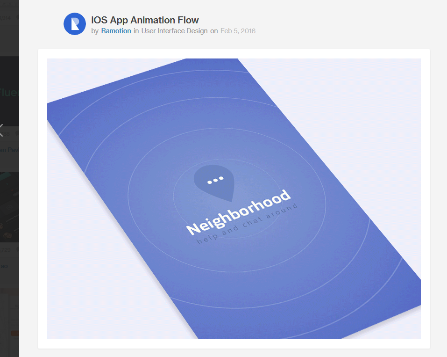 iOS App Animation Flow
by Ramotion in User Interface Design on Feb 5, 2016
Neighborhood
help and chat around